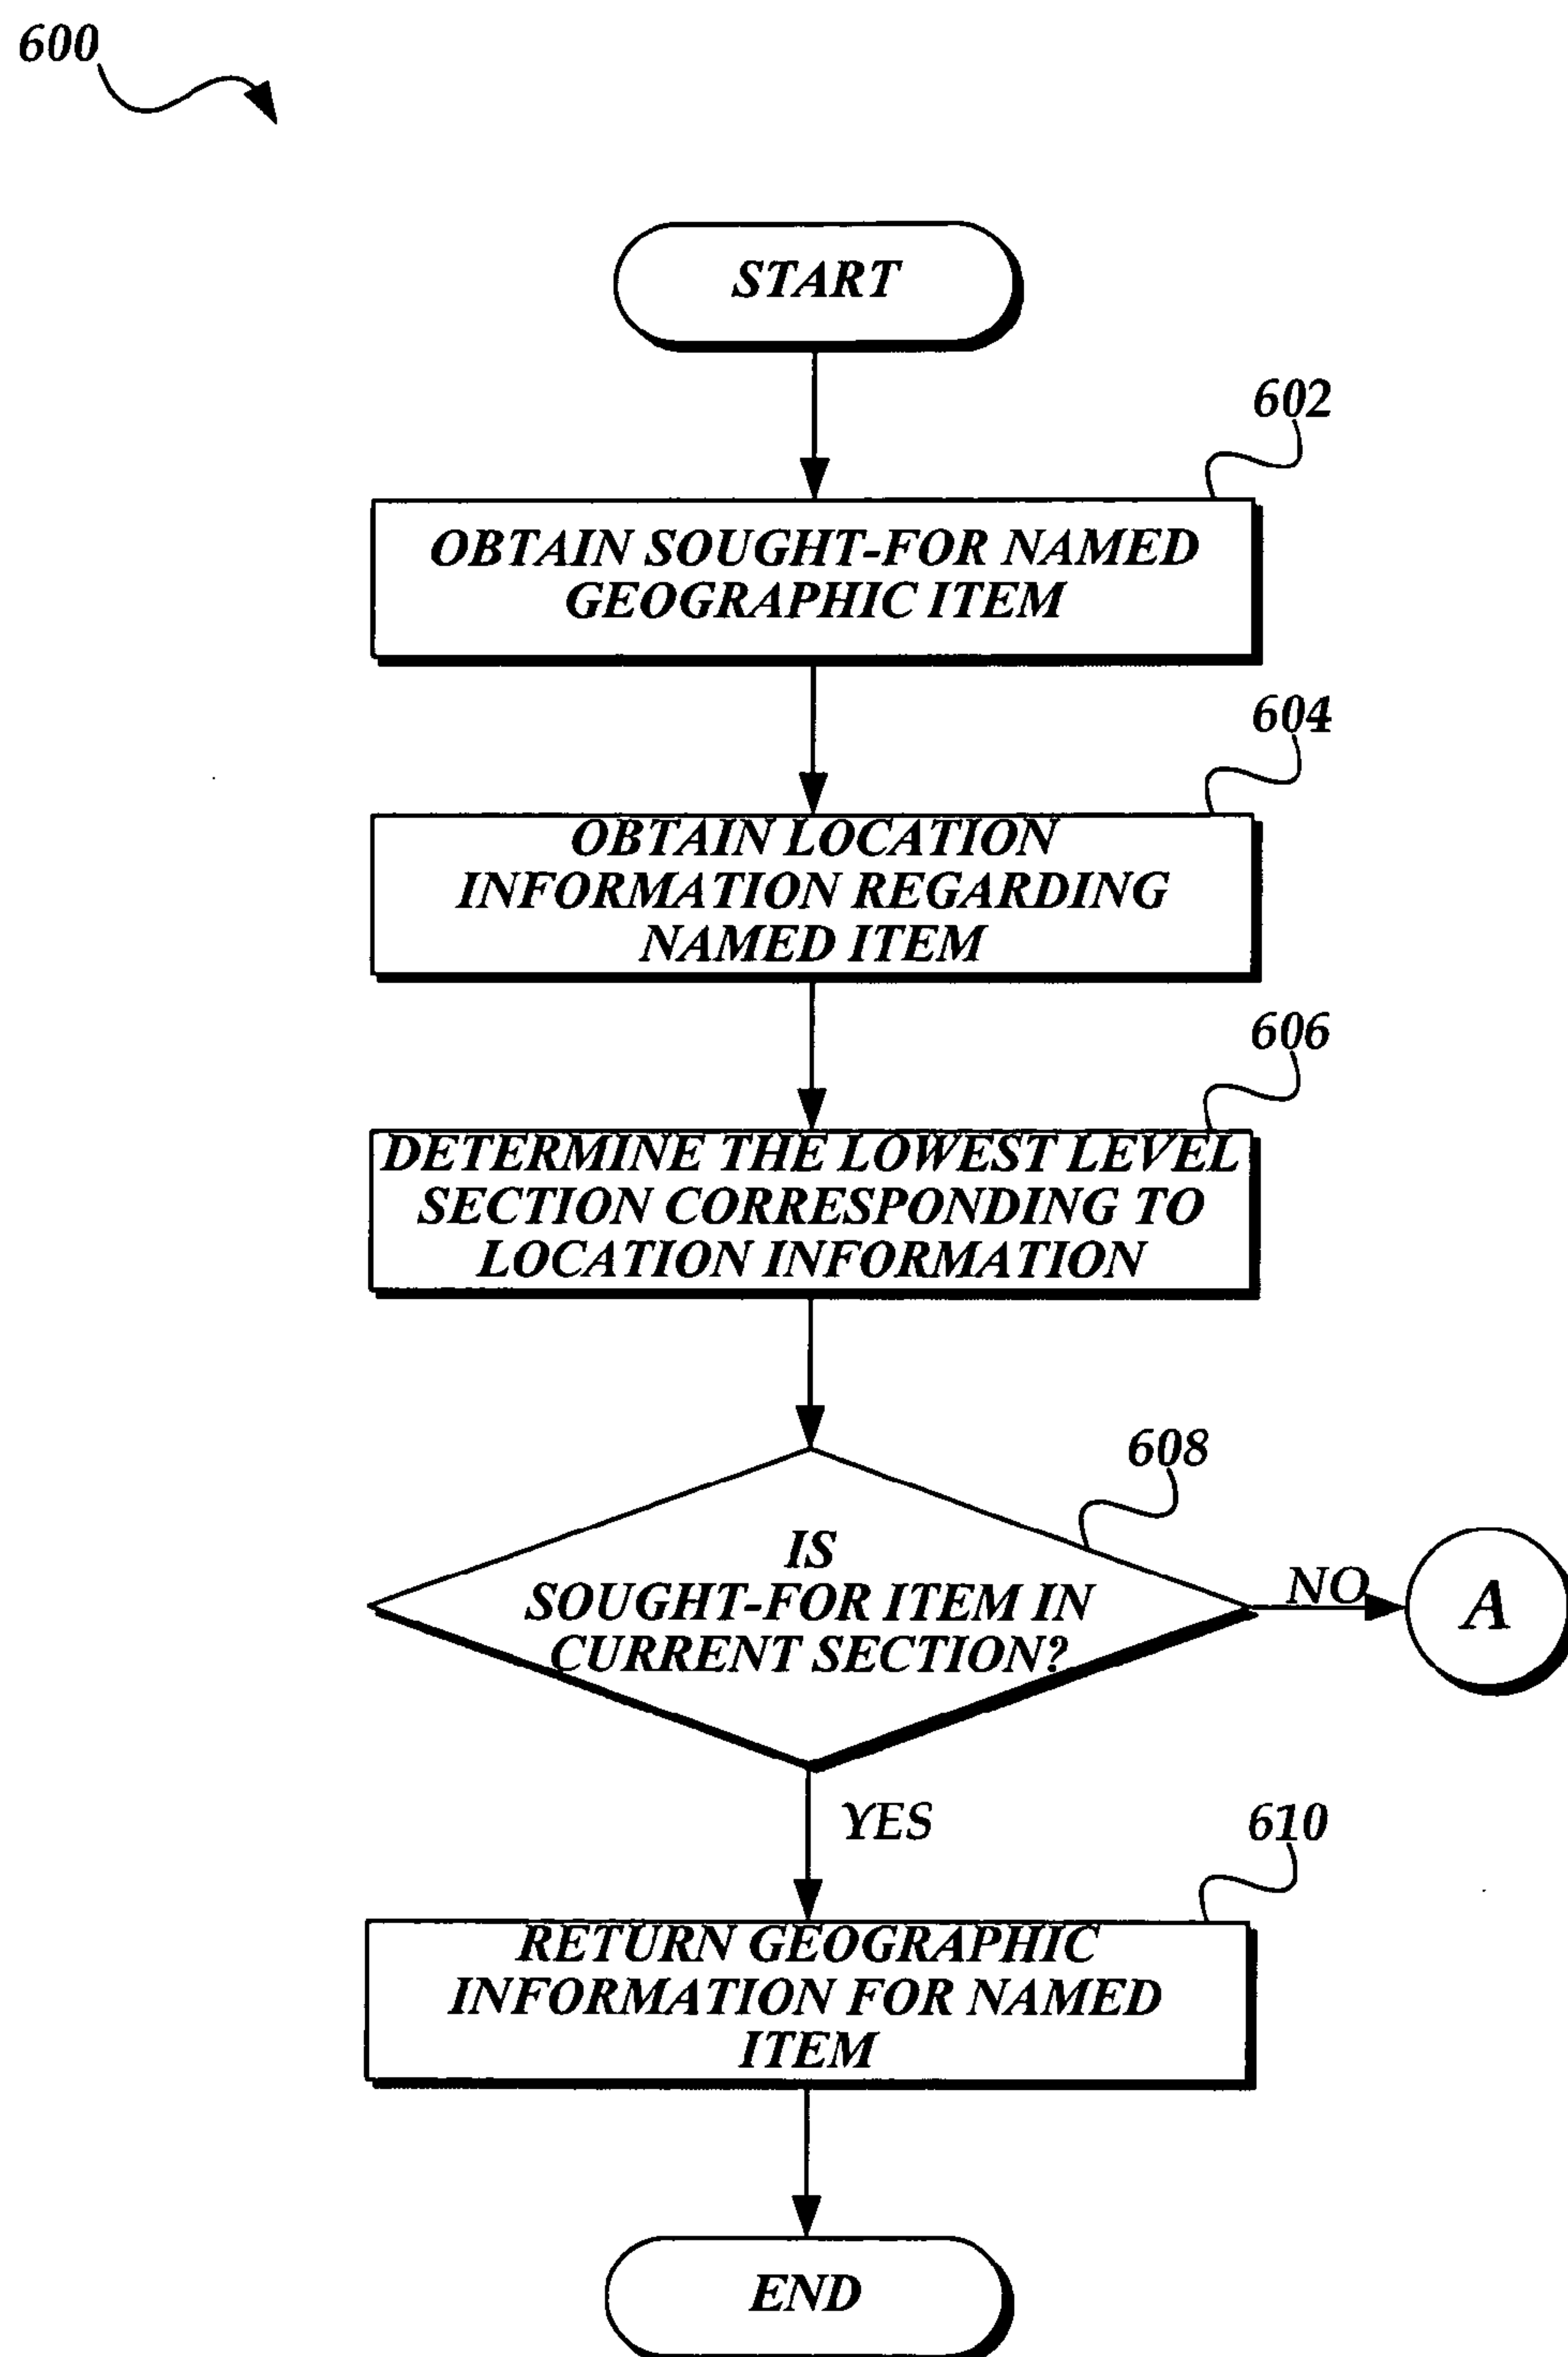 600
START
602
OBTAIN SOUGHT-FOR NAMED
GEOGRAPHIC ITEM
604
OBTAIN LOCATION
INFORMATION REGARDING
NAMED ITEM
606
DETERMINE THE LOWEST LEVEL
SECTION CORRESPONDING TO
LOCATION INFORMATION
608
IS
SOUGHT-FOR ITEM IN
CURRENT SECTION?
NO
A
YES
610
RETURN GEOGRAPHIC
INFORMATION FOR NAMED
ITEM
END